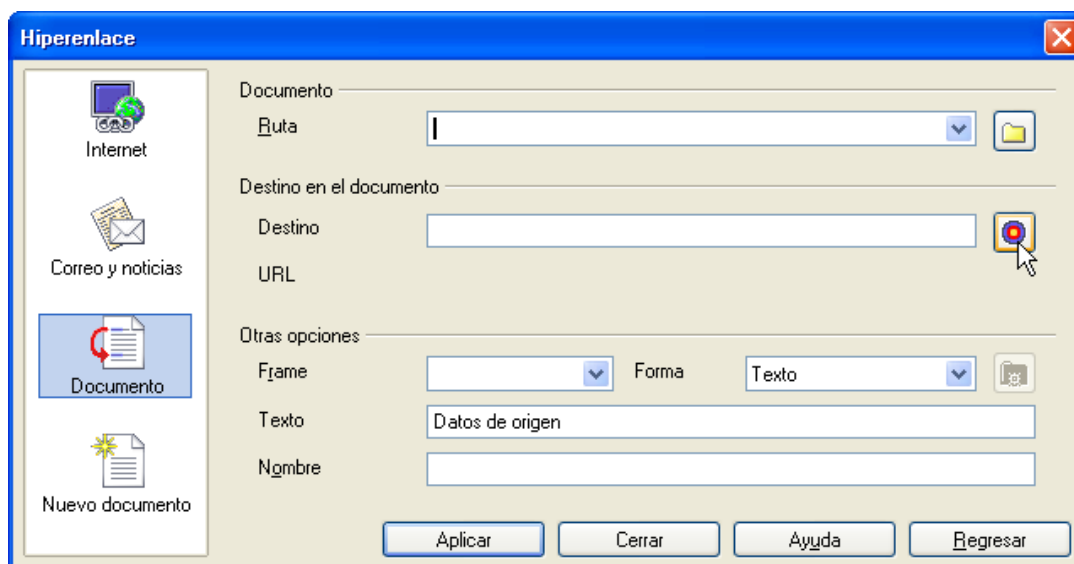 Hiperenlace
Internet
Correo y noticias
Documento
Nuevo documento
Documento
Ruta
Destino en el documento
Destino
URL
Otras opciones
Frame
Forma
Texto
Texto
Datos de origen
Nombre
Aplicar
Cerrar
Ayuda
Regresar